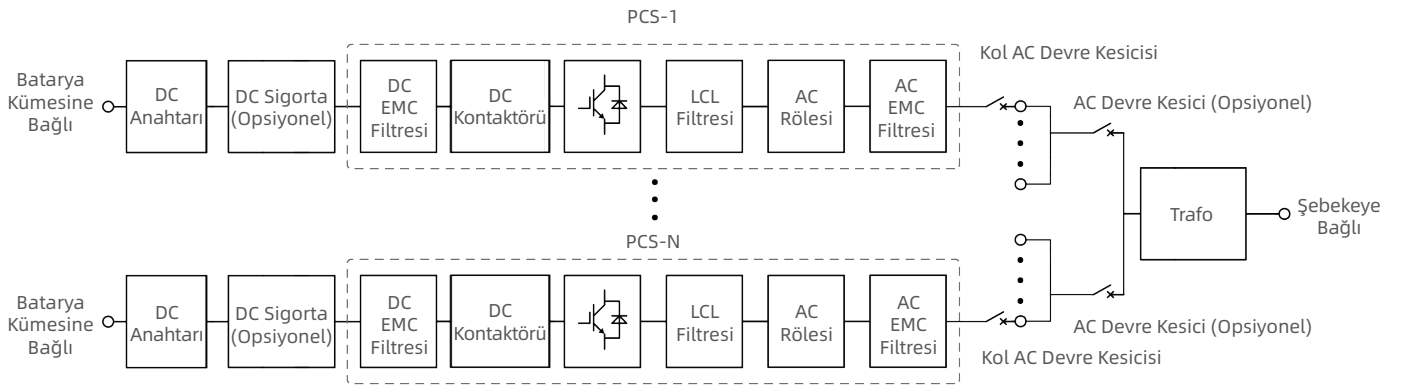 PCS-1
Kol AC Devre Kesicisi
Batarya
Kümesine
Bağlı
DC
Anahtarı
DC Sigorta
(Opsiyonel)
DC
EMC
Filtresi
DC
Kontaktörü
LCL
Filtresi
AC
Rölesi
AC
EMC
Filtresi
AC Devre Kesici (Opsiyonel)
Trafo
Şebekeye
Bağlı
PCS-N
Batarya
Kümesine
Bağlı
DC
Anahtarı
DC Sigorta
(Opsiyonel)
DC
EMC
Filtresi
DC
Kontaktörü
LCL
Filtresi
AC
Rölesi
AC
EMC
Filtresi
AC Devre Kesici (Opsiyonel)
Kol AC Devre Kesicisi